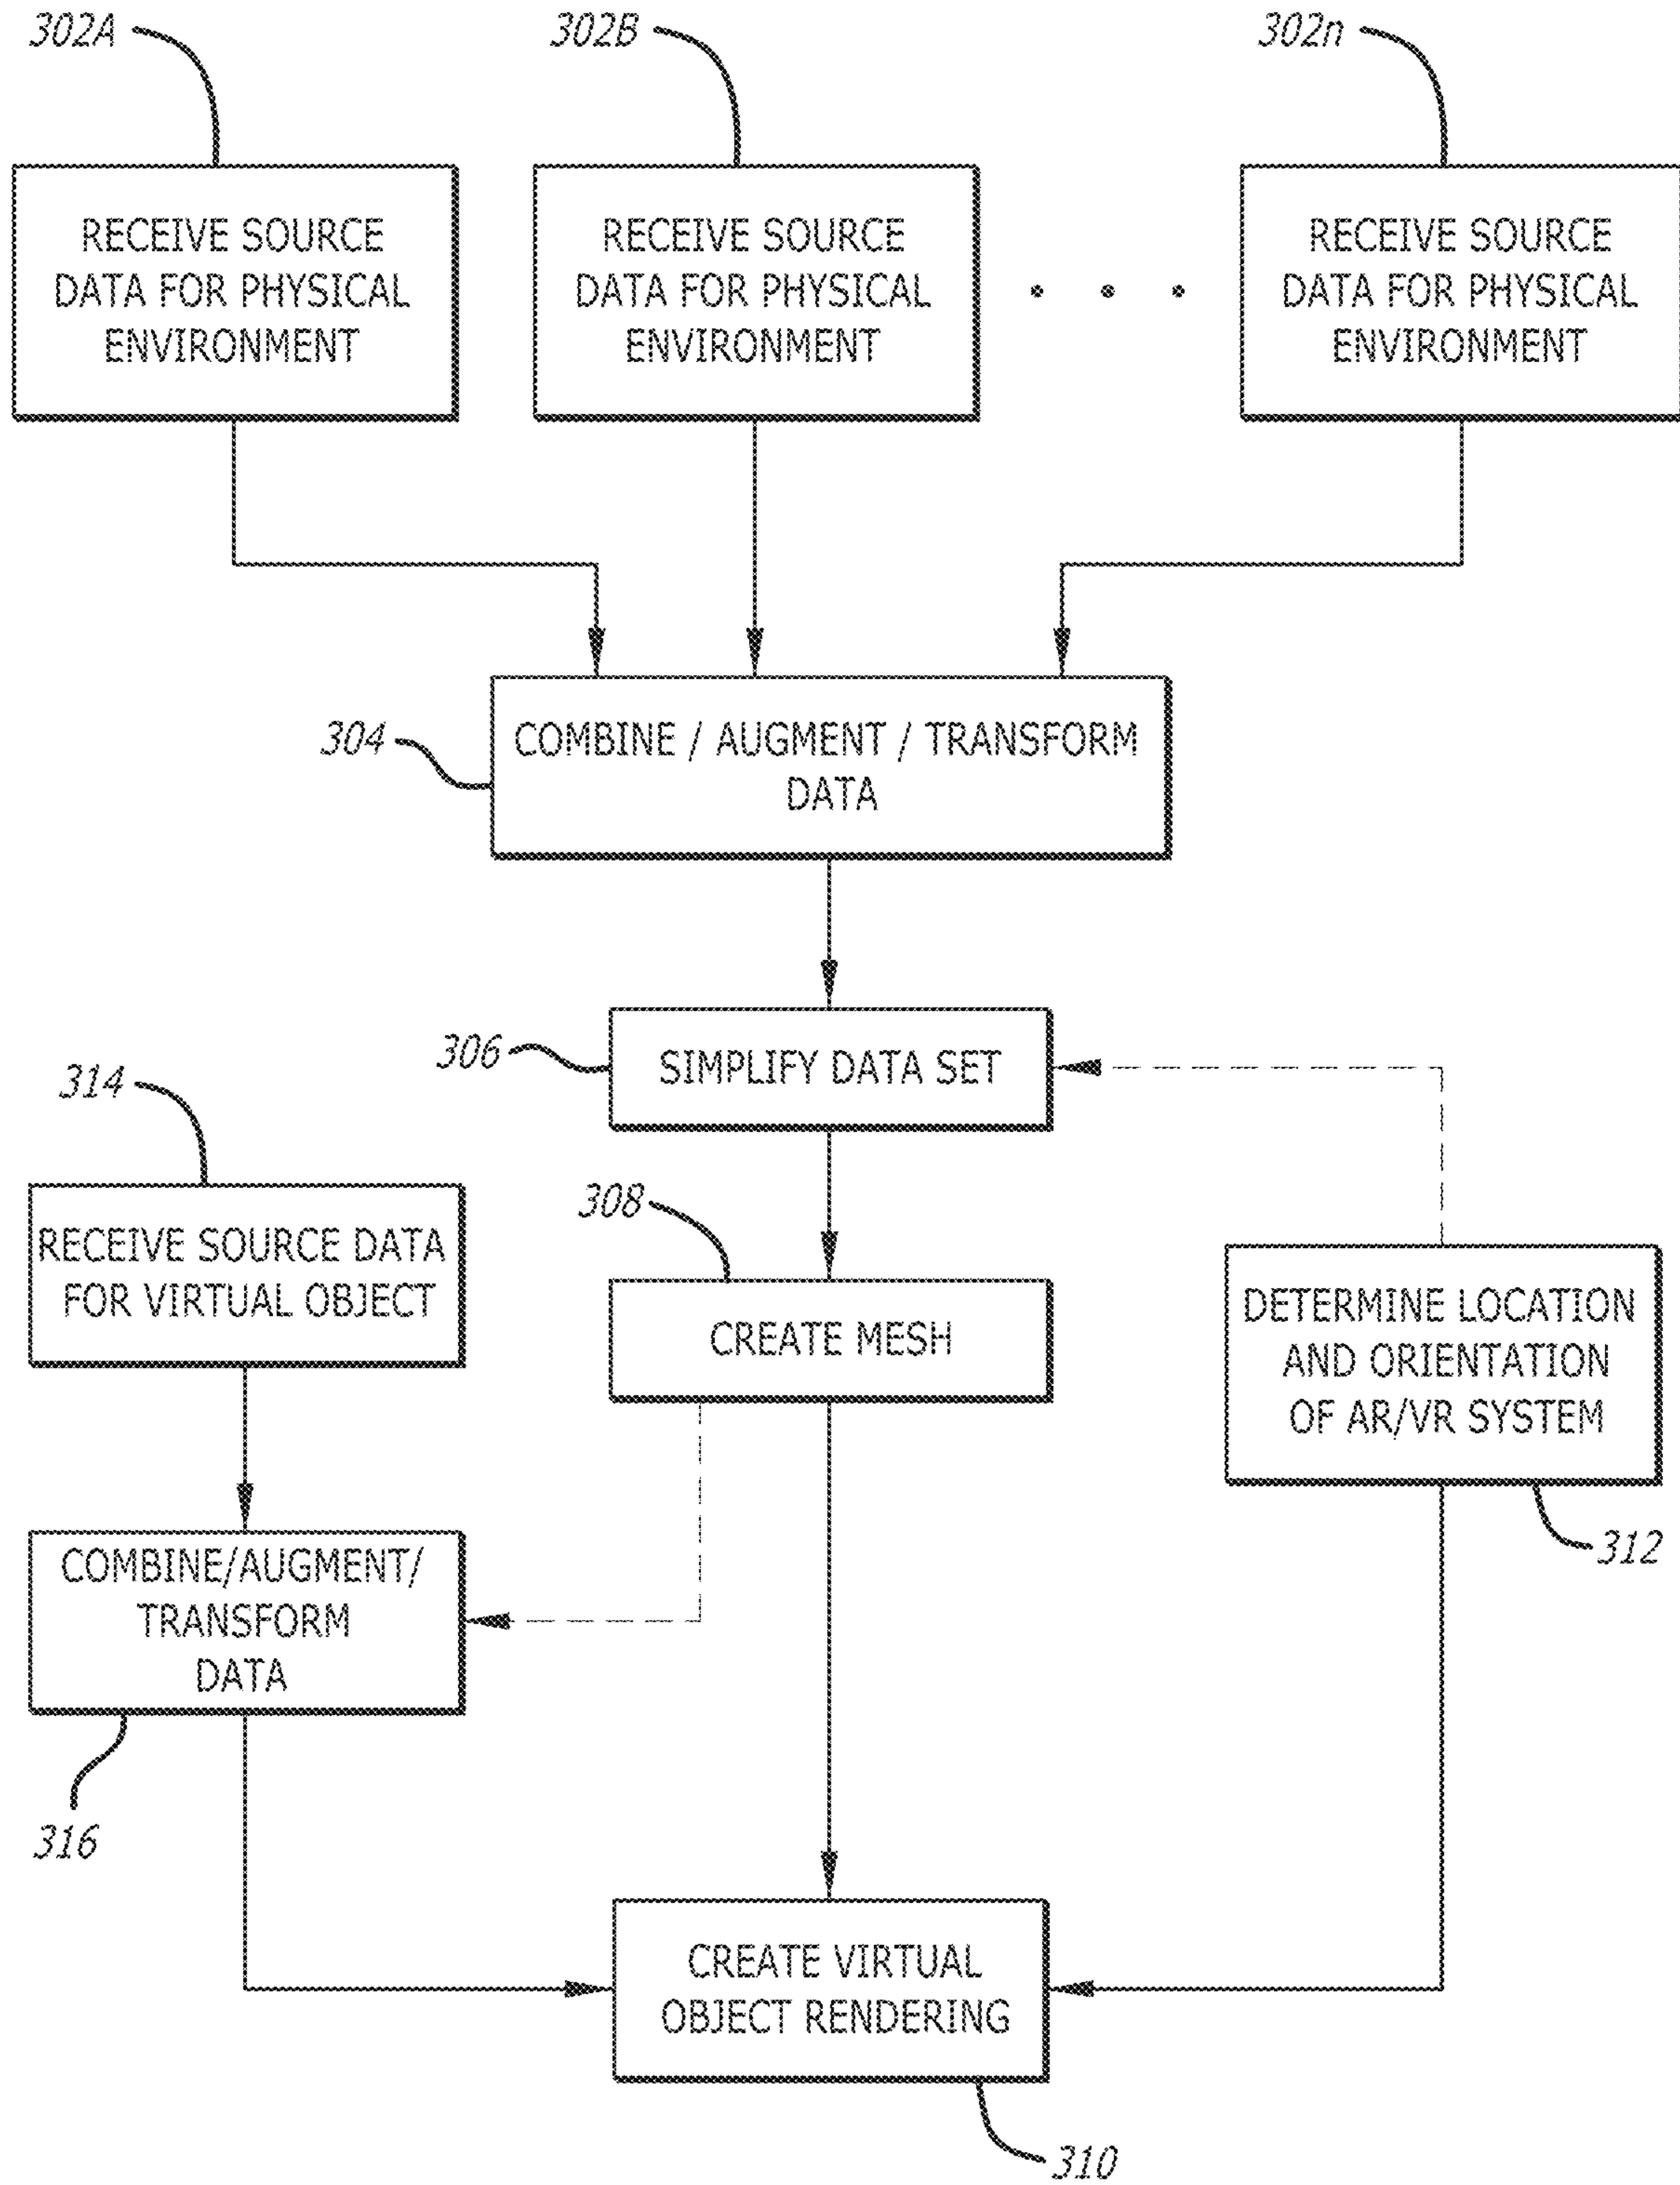 302A
302B
302n
RECEIVE SOURCE
DATA FOR PHYSICAL
ENVIRONMENT
RECEIVE SOURCE
DATA FOR PHYSICAL
ENVIRONMENT
. . .
RECEIVE SOURCE
DATA FOR PHYSICAL
ENVIRONMENT
304
COMBINE / AUGMENT / TRANSFORM
DATA
306
SIMPLIFY DATA SET
314
RECEIVE SOURCE DATA
FOR VIRTUAL OBJECT
308
CREATE MESH
DETERMINE LOCATION
AND ORIENTATION
OF AR/VR SYSTEM
312
COMBINE/AUGMENT/
TRANSFORM
DATA
316
CREATE VIRTUAL
OBJECT RENDERING
310